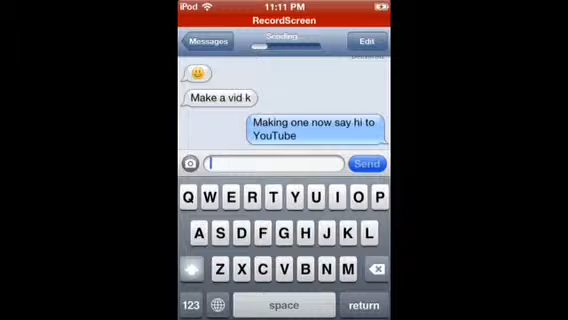 iPod 11:11 PM
RecordScreen
Messages Sending... Edit
Make a vid k
Making one now say hi to
YouTube
Send
Q W E R T Y U I O P
A S D F G H J K L
Z X C V B N M
123 space return